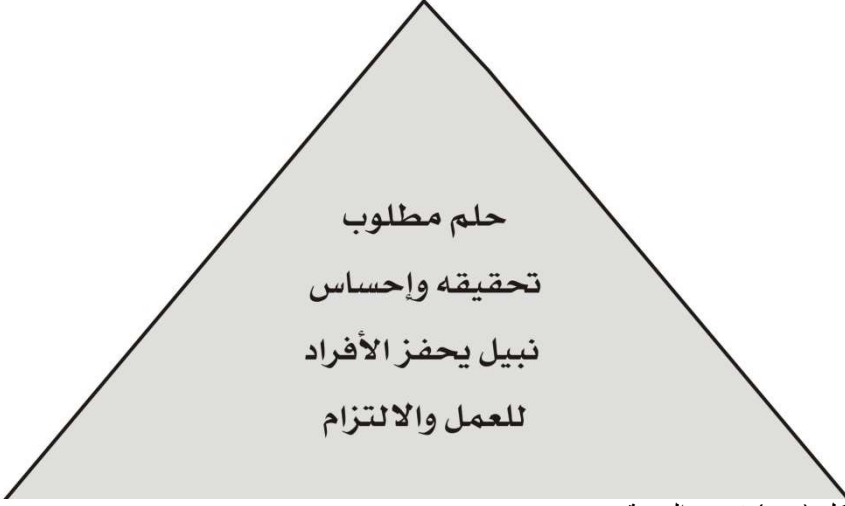 حلم مطلوب
تحقيقه وإحساس
نبيل يحفز الأفراد
للعمل والالتزام